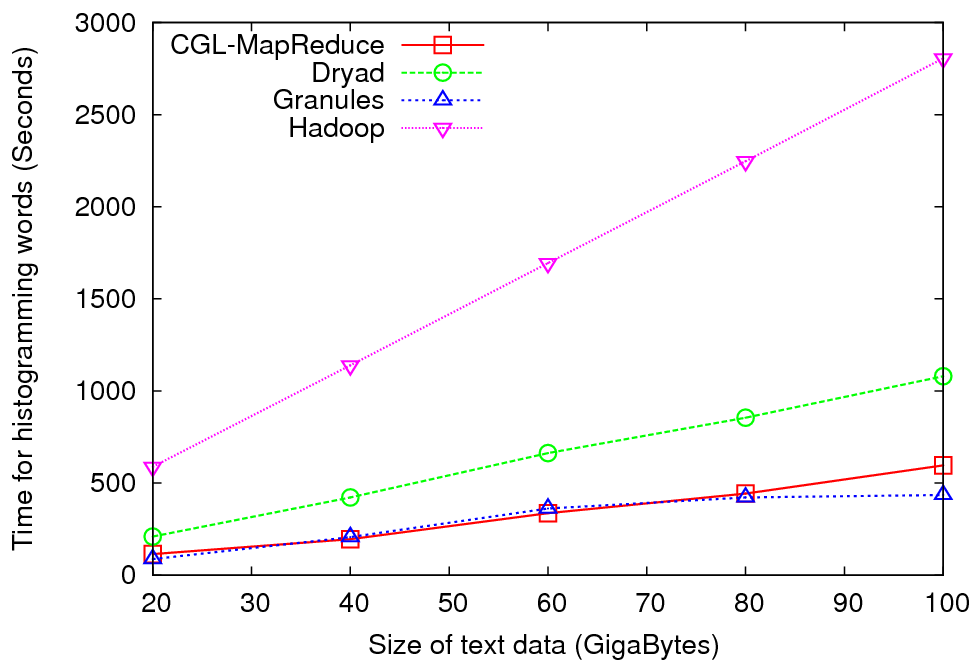 Time for histogramming words (Seconds)
3000
2500
2000
1500
1000
500
0
CGL-MapReduce
Dryad
Granules
Hadoop
20 30 40 50 60 70 80 90 100
Size of text data (GigaBytes)